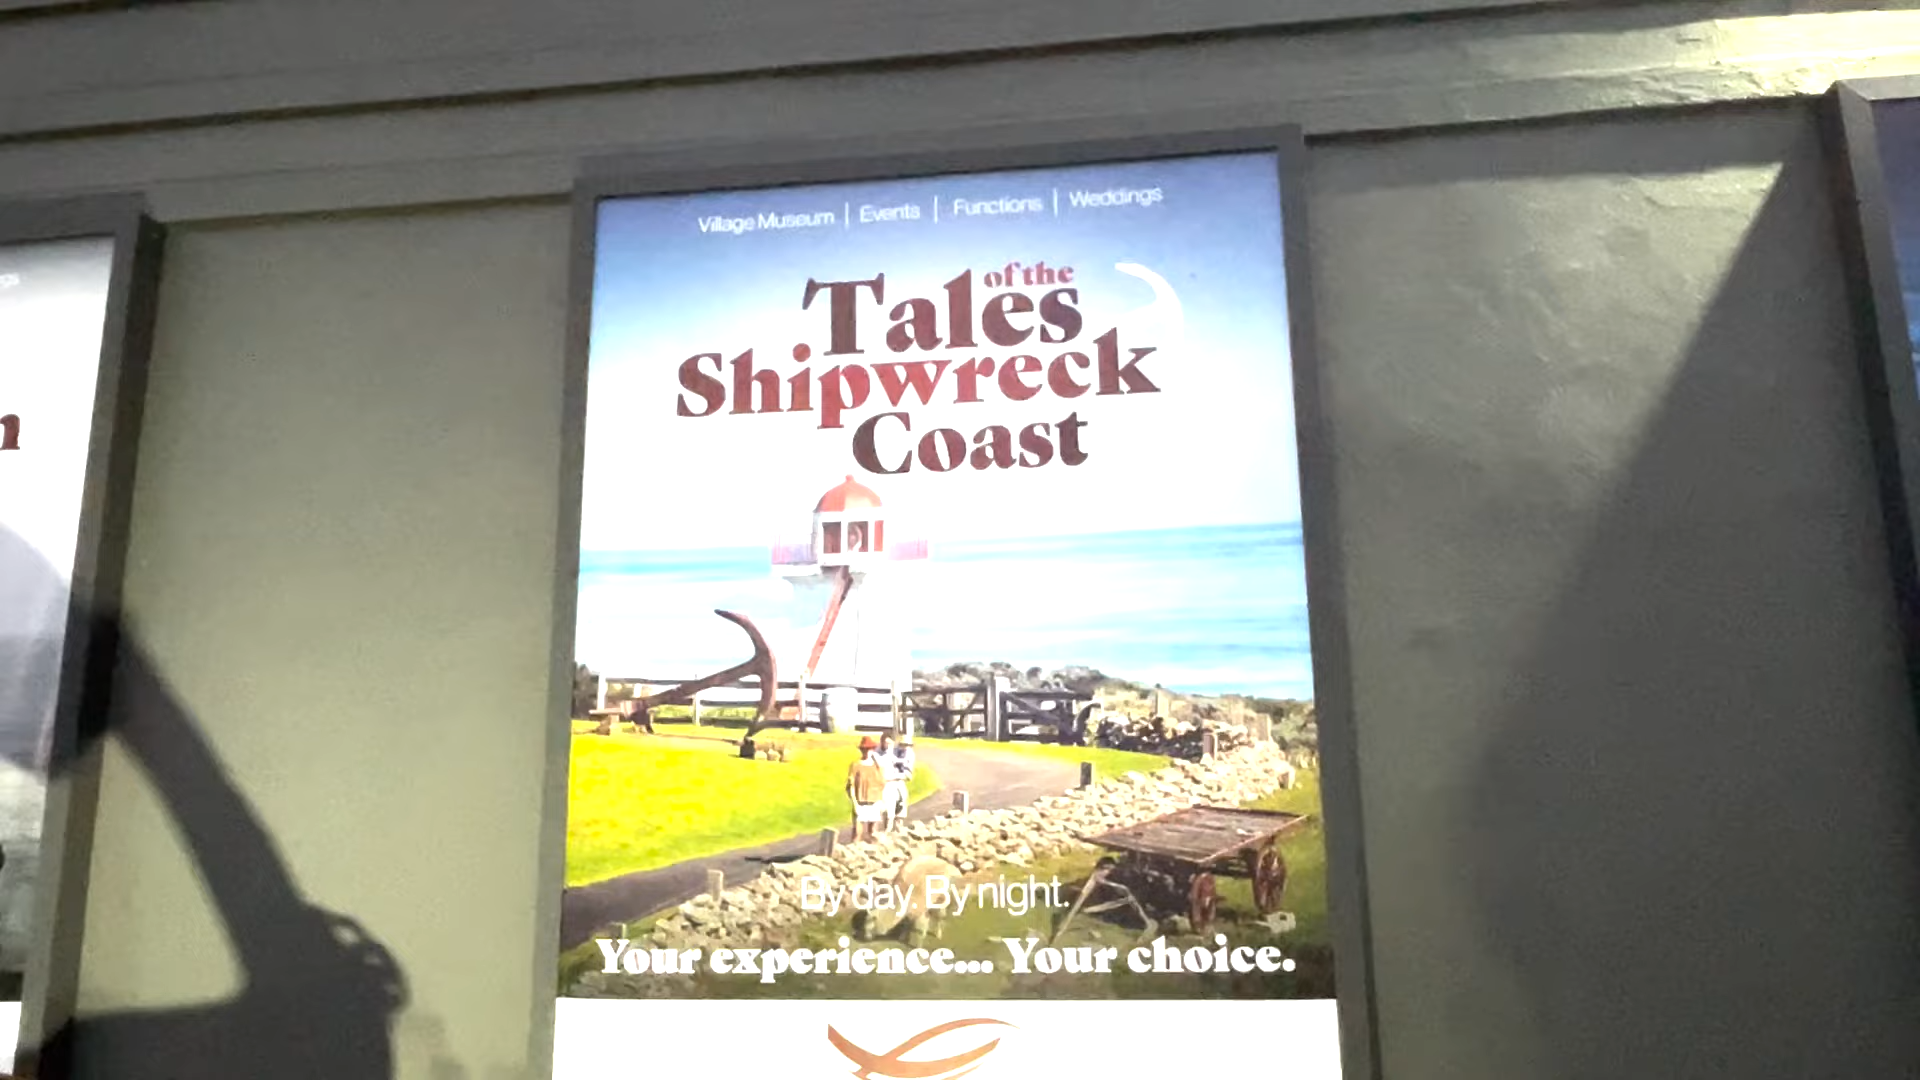 Village Museum | Events | Functions | Weddings
Tales of the
Shipwreck
Coast
By day. By night.
Your experience... Your choice.